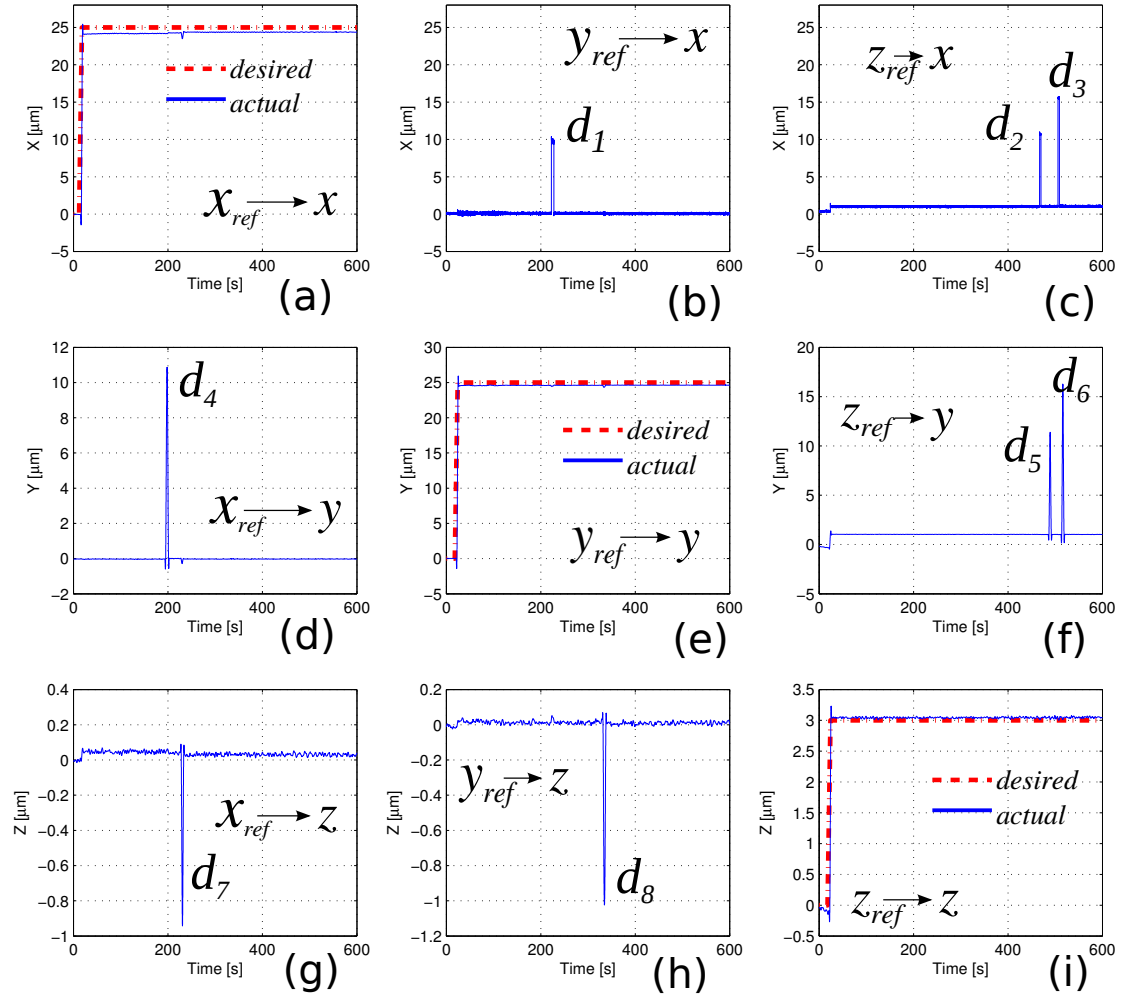 25
20
15
10
5
0
−5
X [µm]
desired
actual
x_ref → x
0 200 400 600
Time [s]
(a)
25
20
15
10
5
0
−5
X [µm]
y_ref → x
d_1
0 200 400 600
Time [s]
(b)
25
20
15
10
5
0
−5
X [µm]
z_ref → x
d_3
d_2
0 200 400 600
Time [s]
(c)
12
10
8
6
4
2
0
−2
Y [µm]
d_4
x_ref → y
0 200 400 600
Time [s]
(d)
30
25
20
15
10
5
0
−5
Y [µm]
desired
actual
y_ref → y
0 200 400 600
Time [s]
(e)
20
15
10
5
0
−5
Y [µm]
d_6
z_ref → y
d_5
0 200 400 600
Time [s]
(f)
0.4
0.2
0
−0.2
−0.4
−0.6
−0.8
−1
Z [µm]
x_ref → z
d_7
0 200 400 600
Time [s]
(g)
0.2
0
−0.2
−0.4
−0.6
−0.8
−1
−1.2
Z [µm]
y_ref → z
d_8
0 200 400 600
Time [s]
(h)
3.5
3
2.5
2
1.5
1
0.5
0
−0.5
Z [µm]
desired
actual
z_ref → z
0 200 400 600
Time [s]
(i)